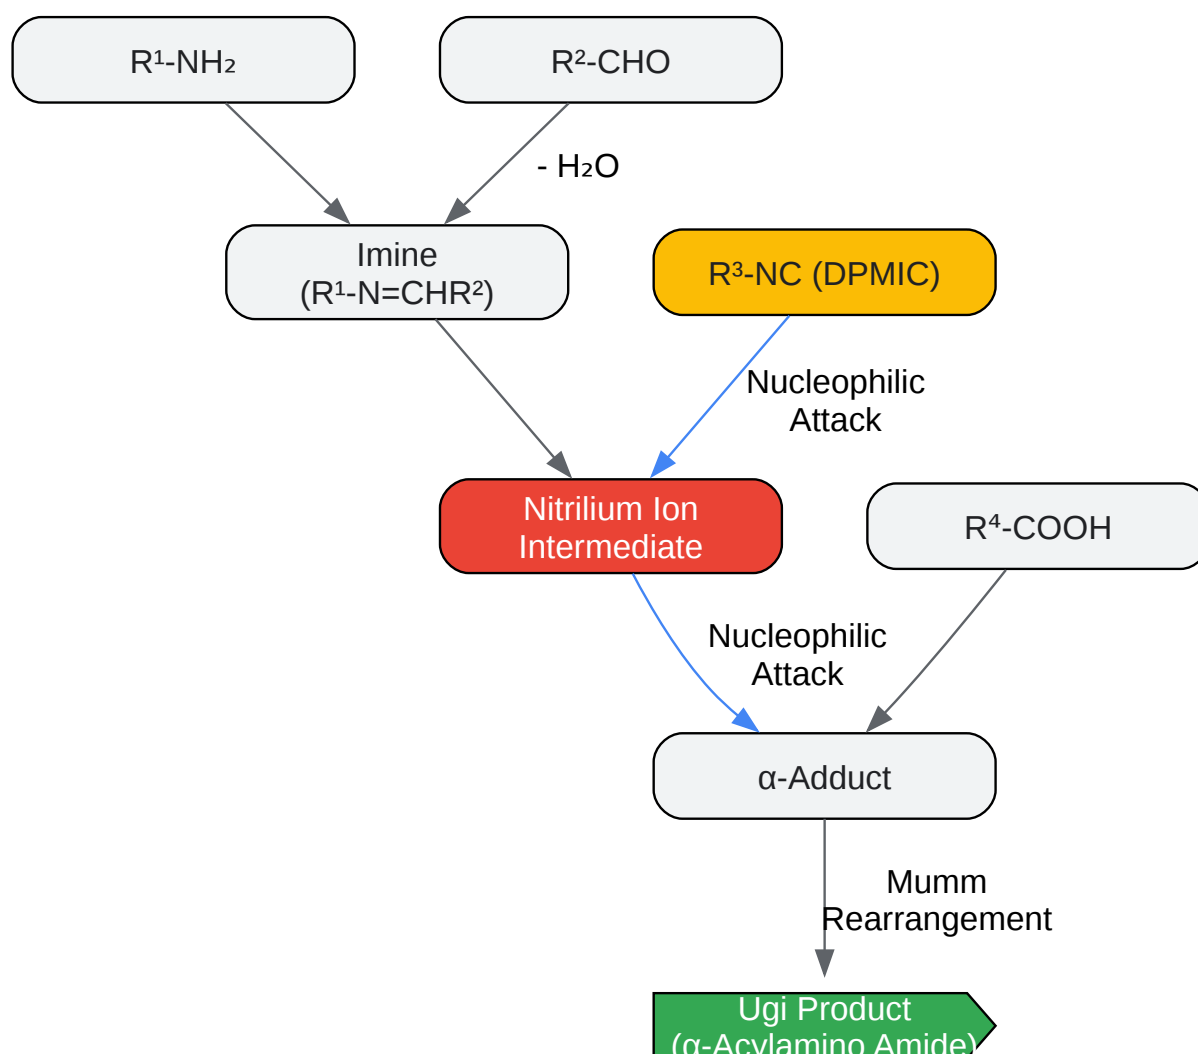 R¹-NH₂
R²-CHO
- H₂O
Imine
(R¹-N=CHR²)
R³-NC (DPMIC)
Nucleophilic
Attack
Nitrilium Ion
Intermediate
R⁴-COOH
Nucleophilic
Attack
α-Adduct
Mumm
Rearrangement
Ugi Product
(α-Acylamino Amide)